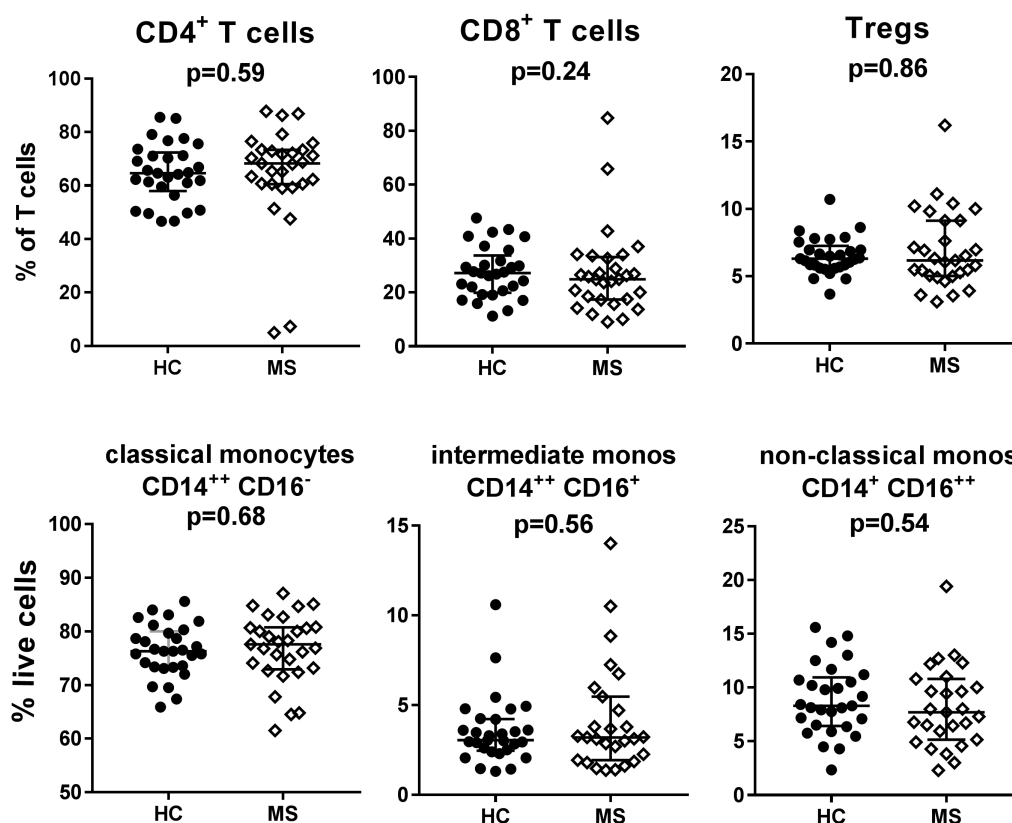 CD4⁺ T cells
p=0.59
% of T cells
100
80
60
40
20
0
HC MS
CD8⁺ T cells
p=0.24
100
80
60
40
20
0
HC MS
Tregs
p=0.86
20
15
10
5
0
HC MS
classical monocytes
CD14⁺⁺ CD16⁻
p=0.68
% live cells
100
90
80
70
60
50
HC MS
intermediate monos
CD14⁺⁺ CD16⁺
p=0.56
15
10
5
0
HC MS
non-classical monos
CD14⁺ CD16⁺⁺
p=0.54
25
20
15
10
5
0
HC MS